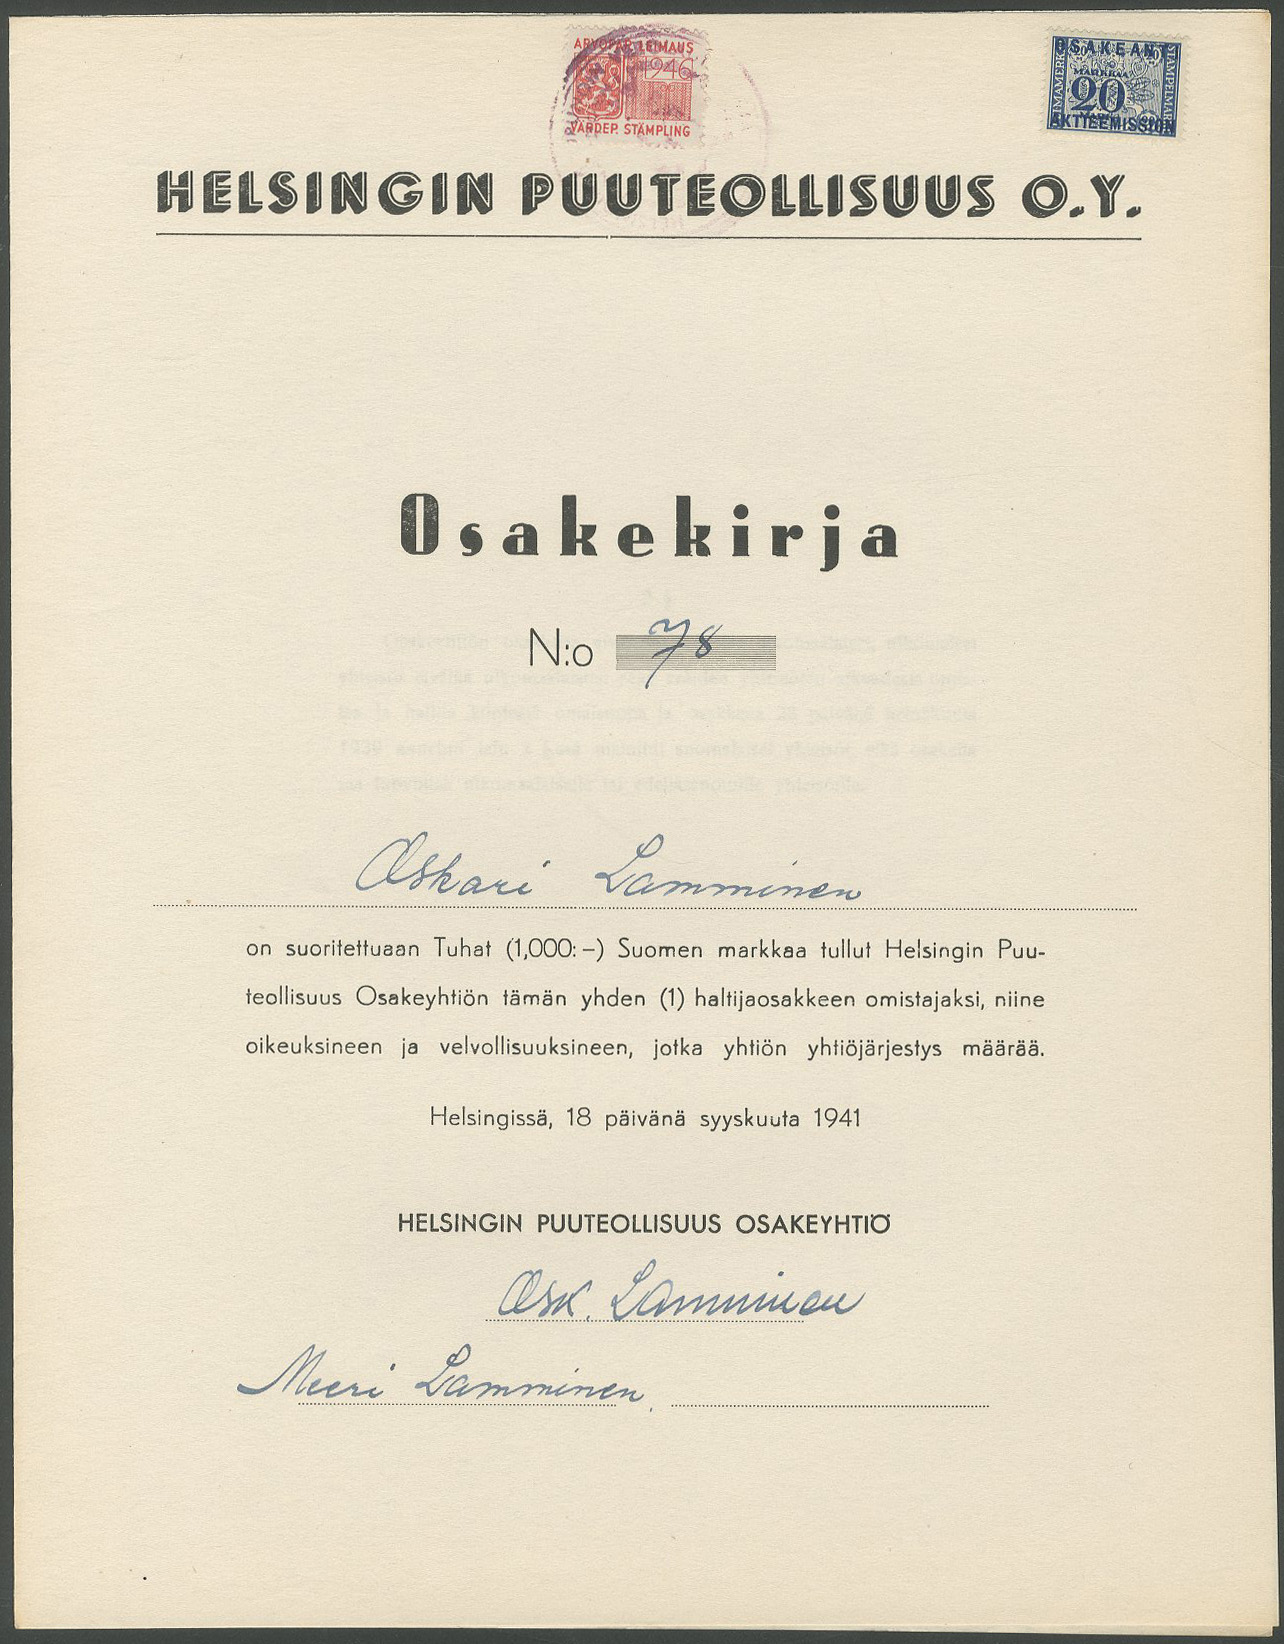 ARVOPAP. LEIMAUS
1946
VÄRDEP. STÄMPLING
OSAKEANT.
MARKKAA
20
AKTIEEMISSION
HELSINGIN PUUTEOLLISUUS O.Y.
Osakekirja
N:o 78
Oskari Lamminen
on suoritettuaan Tuhat (1,000:–) Suomen markkaa tullut Helsingin Puu-
teollisuus Osakeyhtiön tämän yhden (1) haltijaosakkeen omistajaksi, niine
oikeuksineen ja velvollisuuksineen, jotka yhtiön yhtiöjärjestys määrää.
Helsingissä, 18 päivänä syyskuuta 1941
HELSINGIN PUUTEOLLISUUS OSAKEYHTIÖ
Osk. Lamminen
Meeri Lamminen